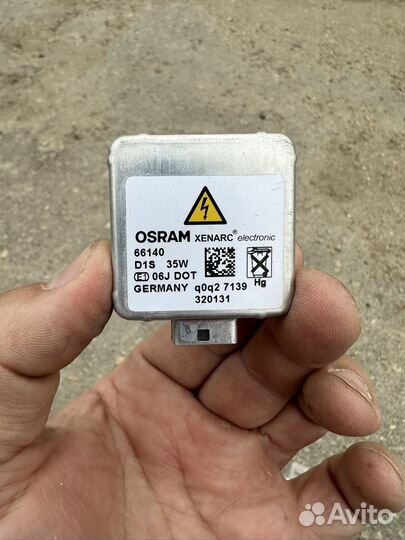 OSRAM XENARC® electronic
66140
D1S 35W
E1 06J DOT
GERMANY q0q2 7139
320131
Hg
Avito